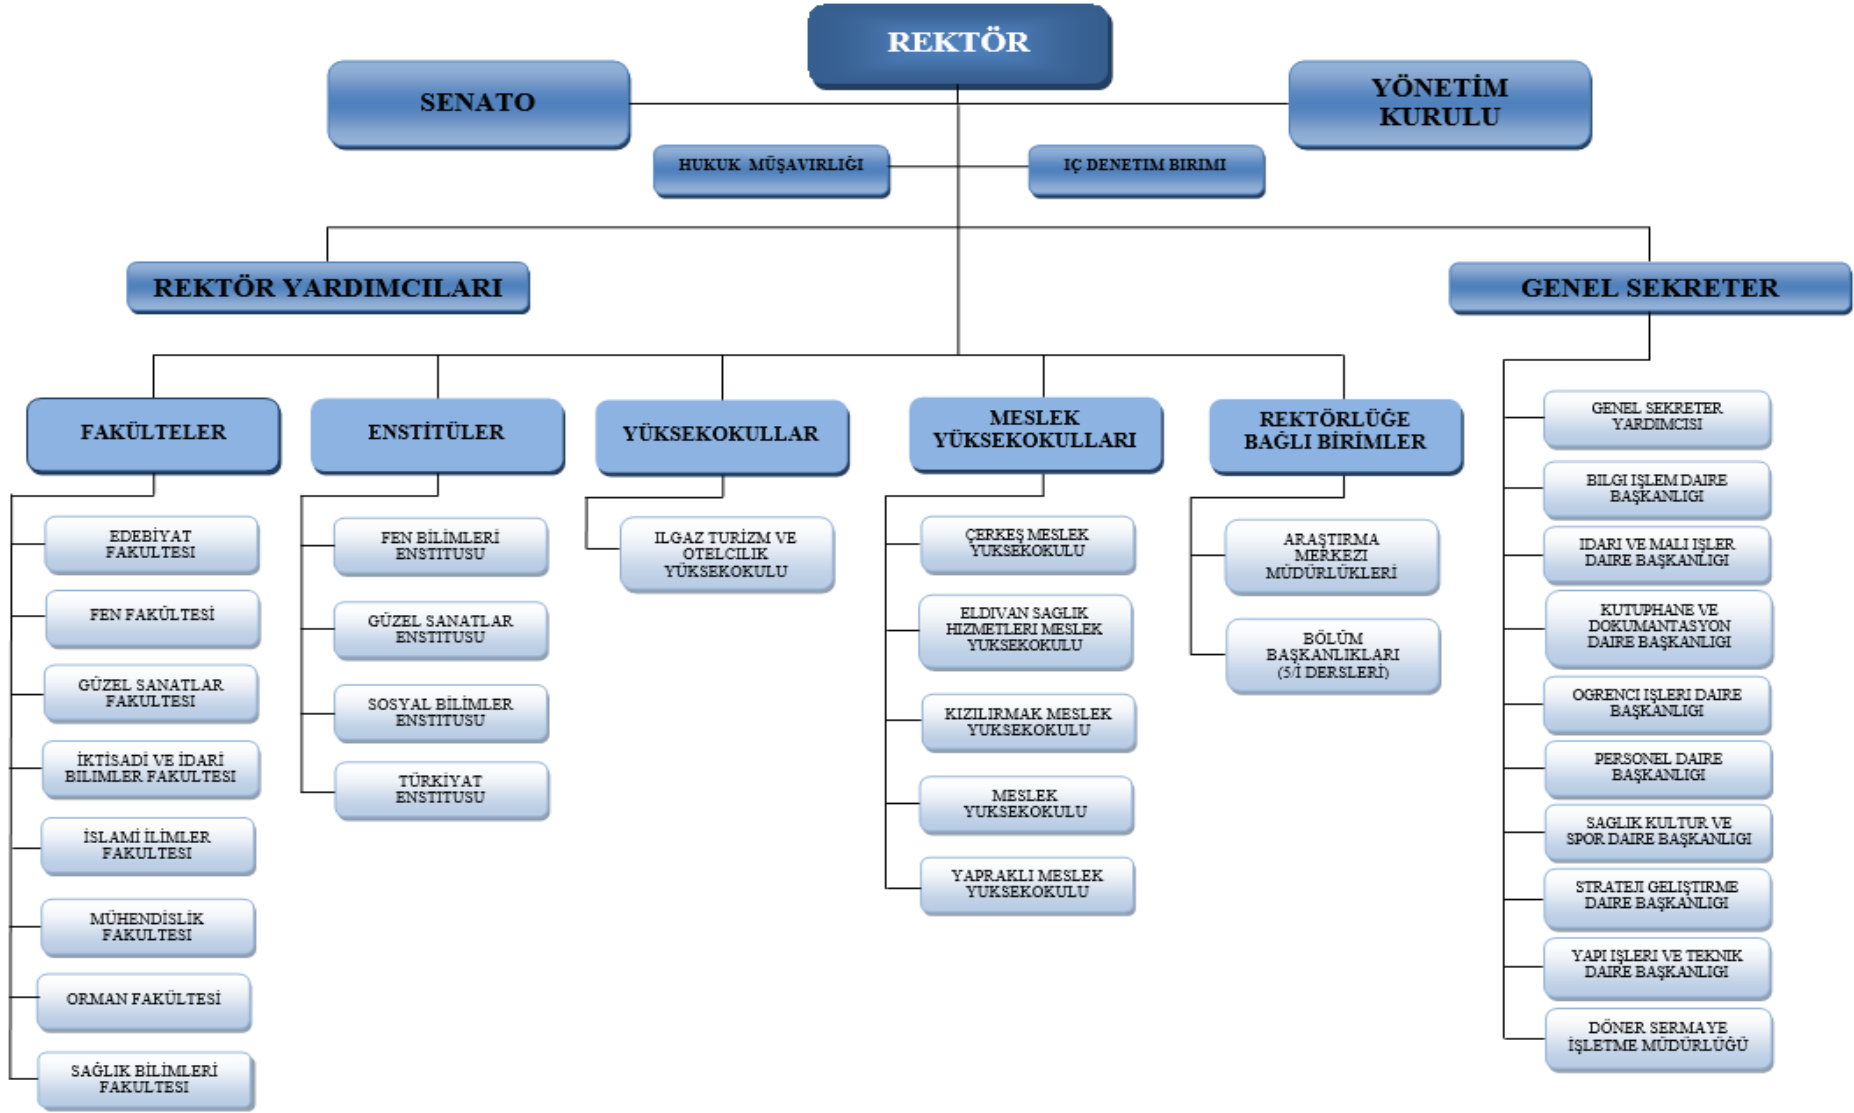 REKTÖR
SENATO
YÖNETİM
KURULU
HUKUK MÜŞAVIRLIĞI
IÇ DENETIM BIRIMI
REKTÖR YARDIMCILARI
GENEL SEKRETER
FAKÜLTELER
ENSTİTÜLER
YÜKSEKOKULLAR
MESLEK
YÜKSEKOKULLARI
REKTÖRLÜĞE
BAĞLI BİRIMLER
EDEBİYAT
FAKULTESI
FEN FAKÜLTESİ
GÜZEL SANATLAR
FAKULTESI
İKTİSADİ VE İDARİ
BILIMLER FAKULTESI
İSLAMİ İLİMLER
FAKULTESI
MÜHENDİSLİK
FAKULTESI
ORMAN FAKÜLTESİ
SAĞLIK BİLİMLERİ
FAKULTESI
FEN BİLİMLERİ
ENSTITUSU
GÜZEL SANATLAR
ENSTITUSU
SOSYAL BİLİMLER
ENSTITUSU
TÜRKİYAT
ENSTITUSU
ILGAZ TURİZM VE
OTELCILIK
YÜKSEKOKULU
ÇERKEŞ MESLEK
YUKSEKOKULU
ELDIVAN SAGLIK
HIZMETLERI MESLEK
YUKSEKOKULU
KIZILIRMAK MESLEK
YUKSEKOKULU
MESLEK
YUKSEKOKULU
YAPRAKLI MESLEK
YUKSEKOKULU
ARAŞTIRMA
MERKEZI
MÜDÜRLÜKLERİ
BÖLÜM
BAŞKANLIKLARI
(5/İ DERSLERİ)
GENEL SEKRETER
YARDIMCISI
BILGI IŞLEM DAIRE
BAŞKANLIGI
IDARI VE MALI IŞLER
DAIRE BAŞKANLIGI
KUTUPHANE VE
DOKUMANTASYON
DAIRE BAŞKANLIGI
OGRENCI IŞLERI DAIRE
BAŞKANLIGI
PERSONEL DAIRE
BAŞKANLIGI
SAGLIK KULTUR VE
SPOR DAIRE BAŞKANLIGI
STRATEJI GELIŞTIRME
DAIRE BAŞKANLIGI
YAPI IŞLERI VE TEKNIK
DAIRE BAŞKANLIGI
DÖNER SERMAYE
İŞLETME MÜDÜRLÜĞÜ